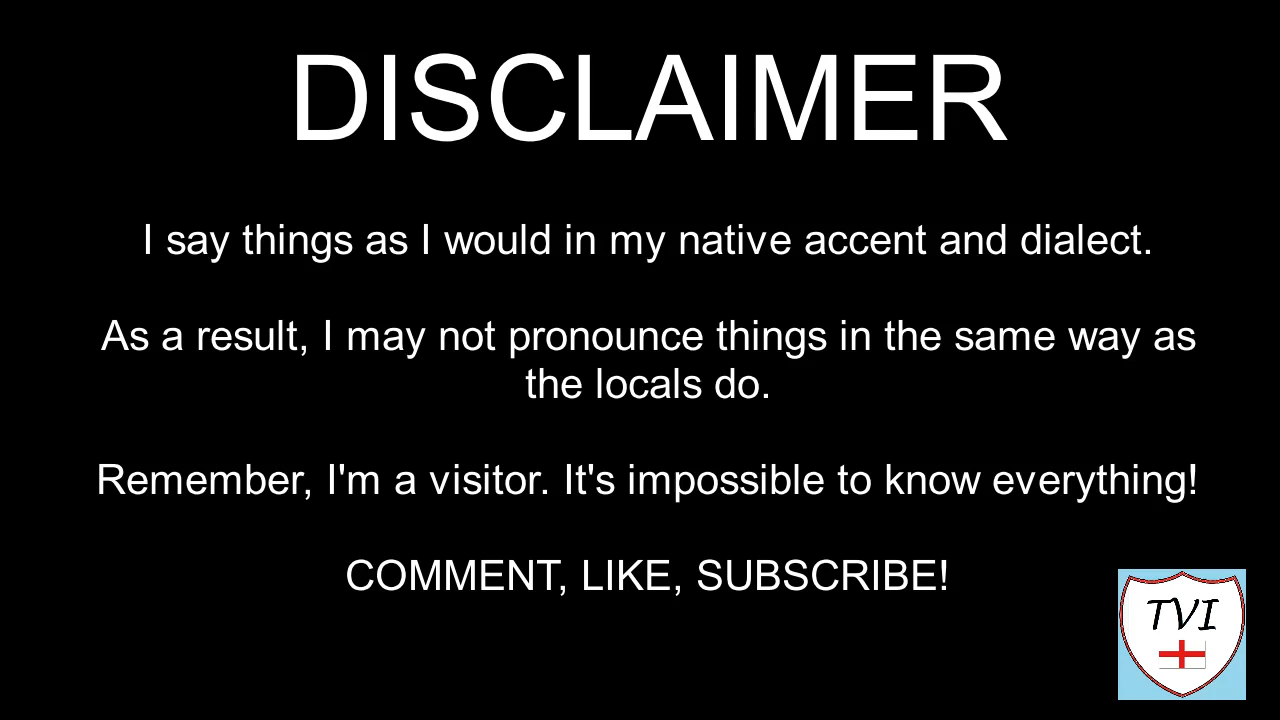 DISCLAIMER
I say things as I would in my native accent and dialect.
As a result, I may not pronounce things in the same way as
the locals do.
Remember, I'm a visitor. It's impossible to know everything!
COMMENT, LIKE, SUBSCRIBE!
TVI